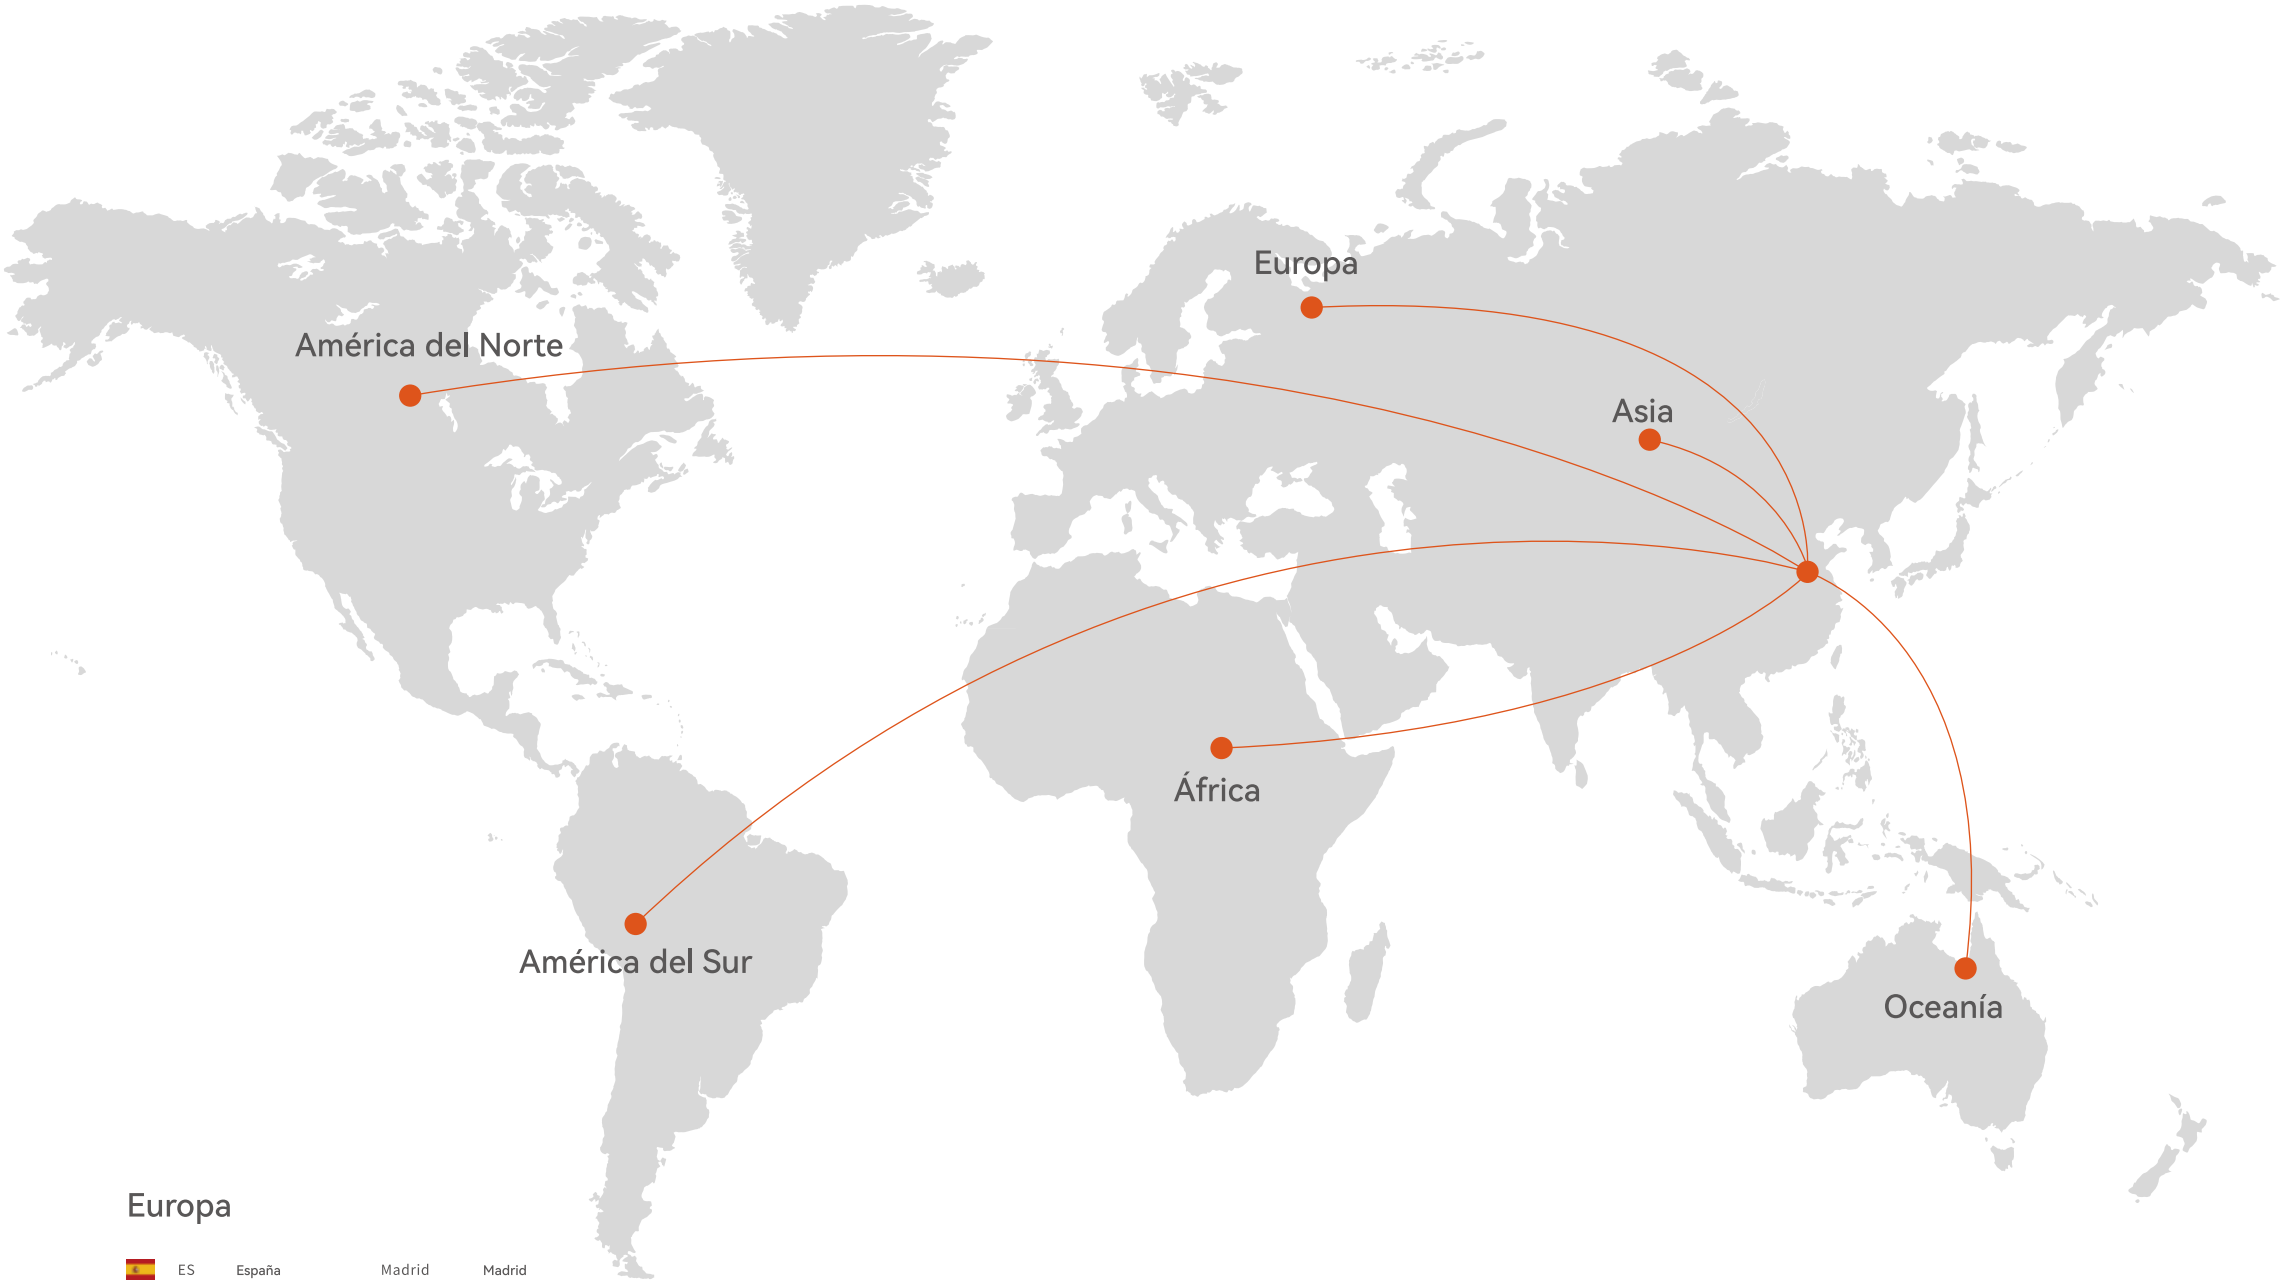 Europa
América del Norte
Asia
África
América del Sur
Oceanía
Europa
ES España Madrid Madrid